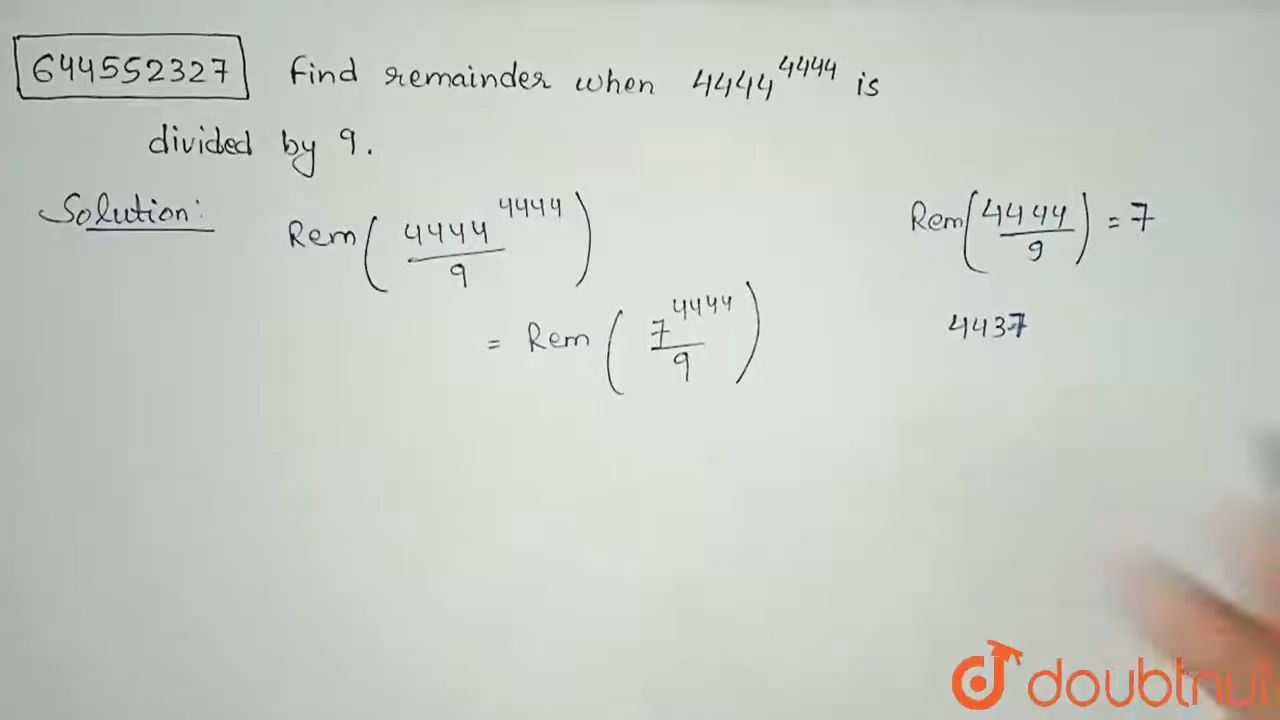 644552327 Find remainder when 4444^4444 is
divided by 9.
Solution:
Rem(4444^4444/9) Rem(4444/9) = 7
= Rem(7^4444/9) 4437
doubtnut